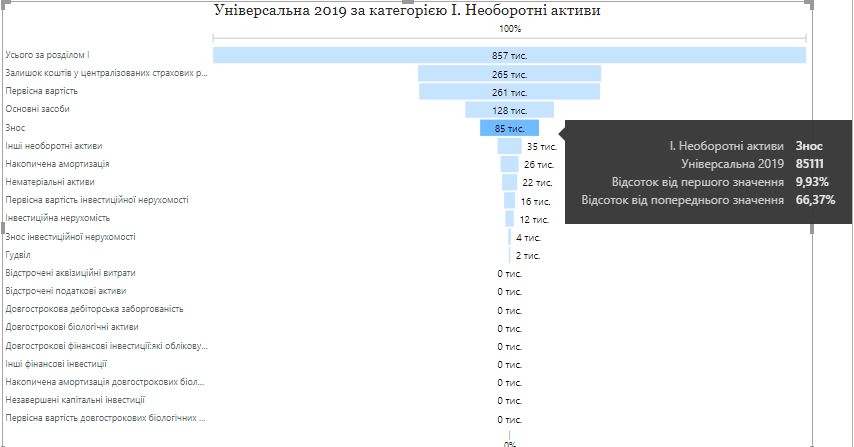 Універсальна 2019 за категорією І. Необоротні активи
100%
Усього за розділом І 857 тис.
Залишок коштів у централізованих страхових р... 265 тис.
Первісна вартість 261 тис.
Основні засоби 128 тис.
Знос 85 тис.
Інші необоротні активи 35 тис.
Накопичена амортизація 26 тис.
Нематеріальні активи 22 тис.
Первісна вартість інвестиційної нерухомості 16 тис.
Інвестиційна нерухомість 12 тис.
Знос інвестиційної нерухомості 4 тис.
Гудвіл 2 тис.
Відстрочені аквізиційні витрати 0 тис.
Відстрочені податкові активи 0 тис.
Довгострокова дебіторська заборгованість 0 тис.
Довгострокові біологічні активи 0 тис.
Довгострокові фінансові інвестиції:які обліков​у... 0 тис.
Інші фінансові інвестиції 0 тис.
Накопичена амортизація довгострокових біол... 0 тис.
Незавершені капітальні інвестиції 0 тис.
Первісна вартість довгострокових біологічних ... 0 тис.
0%
І. Необоротні активи Знос
Універсальна 2019 85111
Відсоток від першого значення 9,93%
Відсоток від попереднього значення 66,37%